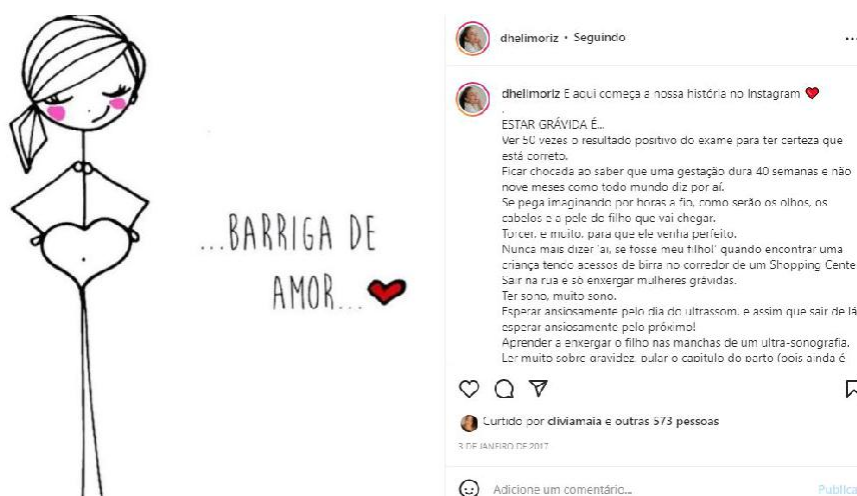 ...BARRIGA DE
AMOR...
dhelimoriz • Seguindo
dhelimoriz E aqui começa a nossa história no Instagram ❤️
.
ESTAR GRÁVIDA É...
Ver 50 vezes o resultado positivo do exame para ter certeza que
está correto.
Ficar chocada ao saber que uma gestação dura 40 semanas e não
nove meses como todo mundo diz por aí.
Se pega imaginando por horas a fio, como serão os olhos, os
cabelos e a pele do filho que vai chegar.
Torcer, e muito, para que ele venha perfeito.
Nunca mais dizer 'ai, se fosse meu filho!' quando encontrar uma
criança tendo acessos de birra no corredor de um Shopping Cente
Sair na rua e só enxergar mulheres grávidas.
Ter sono, muito sono.
Esperar ansiosamente pelo dia do ultrassom, e assim que sair de lá
esperar ansiosamente pelo próximo!
Aprender a enxergar o filho nas manchas de um ultra-sonografia.
Ler muito sobre gravidez, pular o capitulo do parto (pois ainda é
Curtido por cliviamaia e outras 573 pessoas
3 DE JANEIRO DE 2017
Adicione um comentário...
Publica